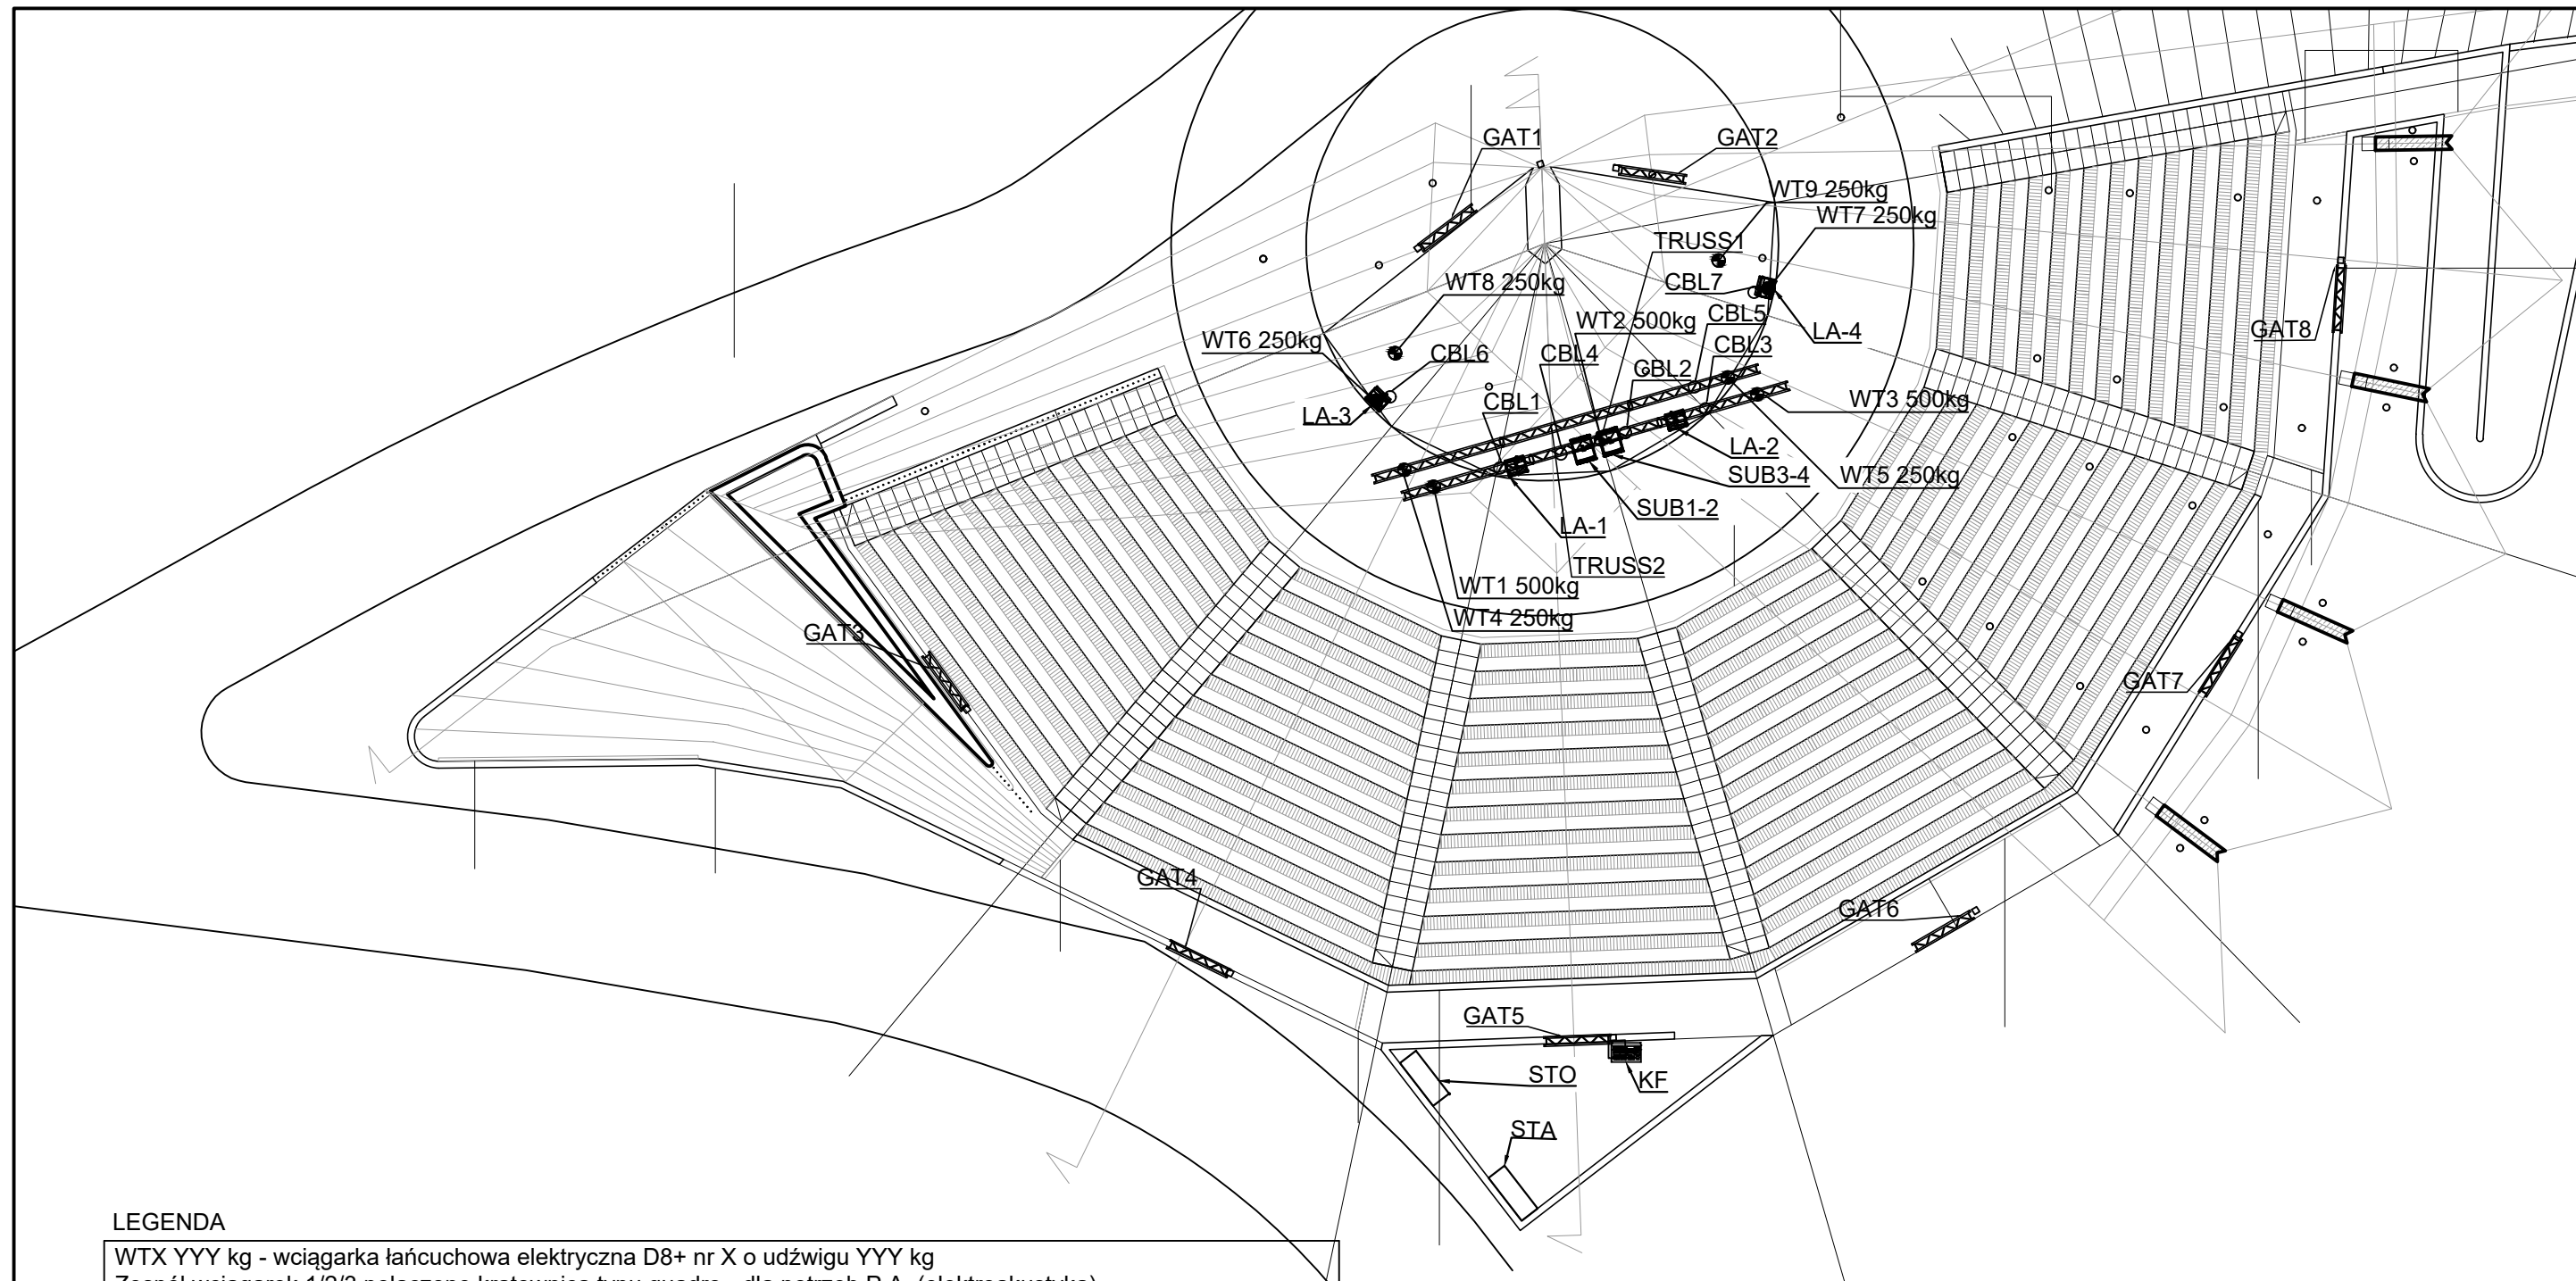 GAT1
GAT2
WT9 250kg
WT7 250kg
TRUSS1
WT8 250kg
CBL7
WT2 500kg
CBL5
LA-4
GAT8
WT6 250kg
CBL6
CBL4
CBL3
CBL2
CBL1
WT3 500kg
LA-3
LA-2
SUB3-4
WT5 250kg
SUB1-2
LA-1
TRUSS2
WT1 500kg
WT4 250kg
GAT3
GAT7
GAT4
GAT6
GAT5
STO
KF
STA
LEGENDA
WTX YYY kg - wciągarka łańcuchowa elektryczna D8+ nr X o udźwigu YYY kg